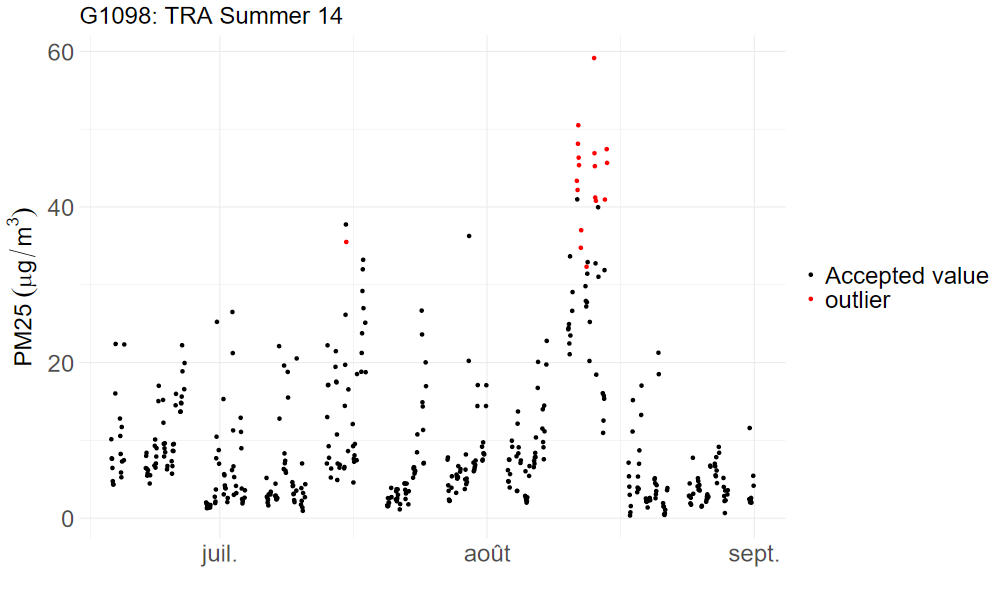 G1098: TRA Summer 14
60
40
20
0
PM25 (μg/m³)
juil.
août
sept.
Accepted value
outlier